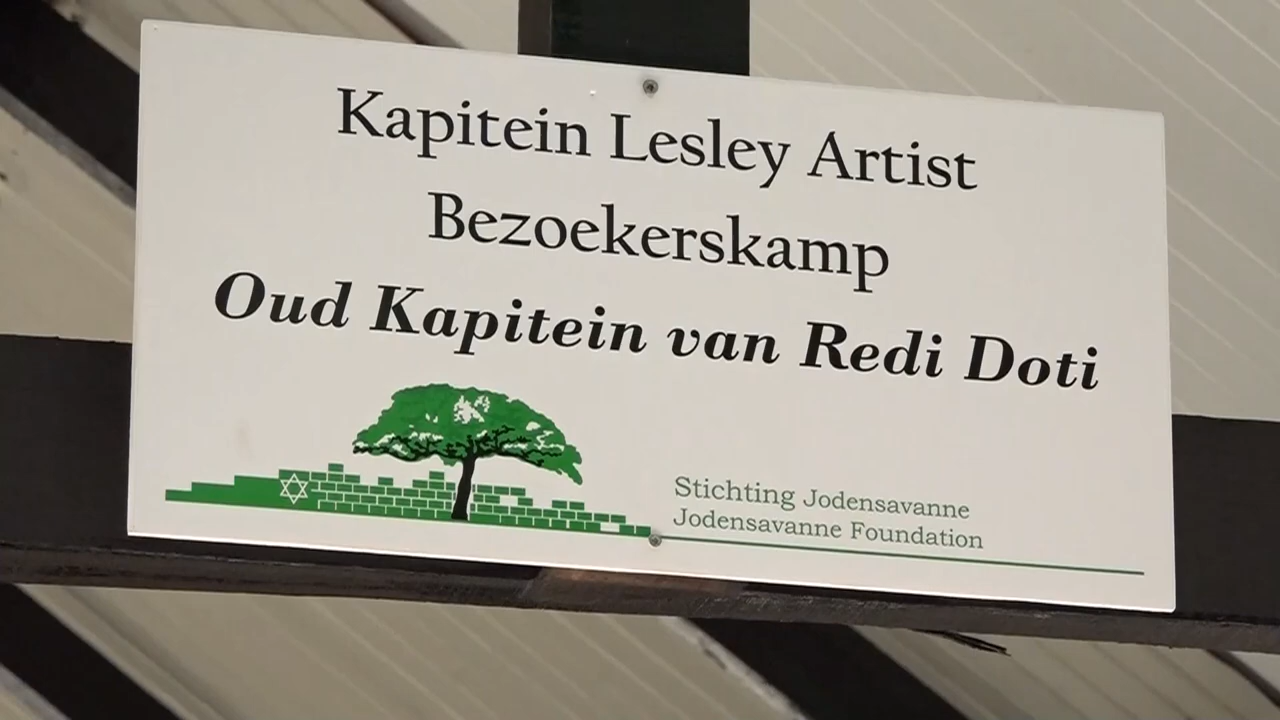 Kapitein Lesley Artist
Bezoekerskamp
Oud Kapitein van Redi Doti
Stichting Jodensavanne
Jodensavanne Foundation